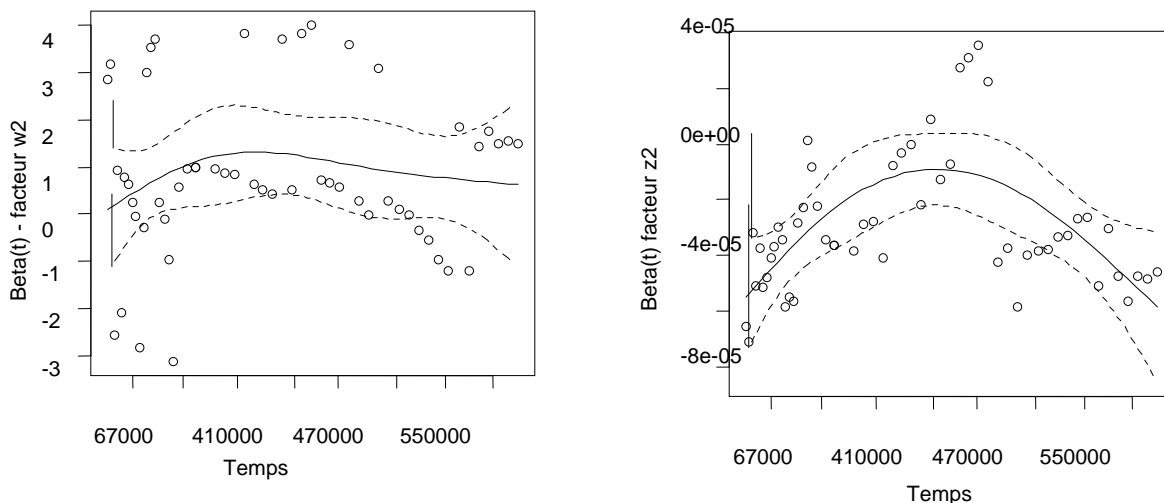 4
3
2
1
0
-1
-2
-3
Beta(t) - facteur w2
67000 410000 470000 550000
Temps
4e-05
0e+00
-4e-05
-8e-05
Beta(t) facteur z2
67000 410000 470000 550000
Temps